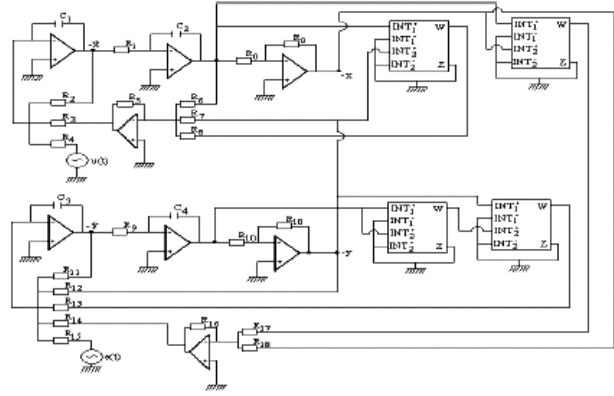 C1
C2
-x
R1
R0
R0
-x
INT1+ W
INT1-
INT2+
INT2- Z
INT1+ W
INT1-
INT2+
INT2- Z
R2
R3
R4
R5
R6
R7
R8
u(t)
C3
C4
-y
R9
R10
R10
-y
INT1+ W
INT1-
INT2+
INT2- Z
INT1+ W
INT1-
INT2+
INT2- Z
R11
R12
R13
R14
R15
R16
R17
R18
e(t)